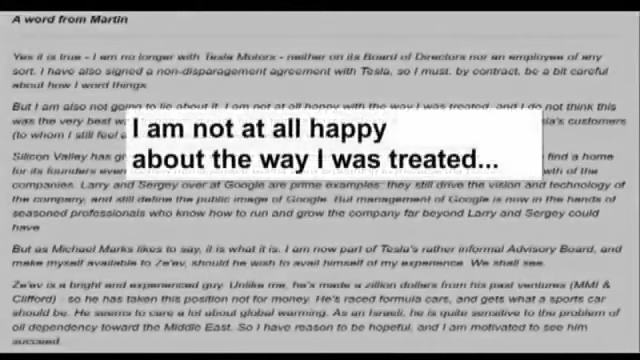 A word from Martin
Yes it is true - I am no longer with Tesla Motors - neither on its Board of Directors nor an employee of any
sort. I have also signed a non-disparagement agreement with Tesla, so I must, by contract, be a bit careful
about how I word things.
But I am also not going to lie about it. I am not at all happy with the way I was treated, and I do not think this
was the very best w
I am not at all happy
about the way I was treated...
sla's customers
(to whom I still feel a
Silicon Valley has gi
find a home
for its founders even
wth of the
companies. Larry and Sergey over at Google are prime examples: they still drive the vision and technology of
the company, and still define the public image of Google. But management of Google is now in the hands of
seasoned professionals who know how to run and grow the company far beyond Larry and Sergey could
have.
But as Michael Marks likes to say, it is what it is. I am now part of Tesla's rather informal Advisory Board, and
make myself available to Ze'ev, should he wish to avail himself of my experience. We shall see.
Ze'ev is a bright and experienced guy. Unlike me, he's made a zillion dollars from his past ventures (MMI &
Clifford) - so he has taken this position not for money. He's raced formula cars, and gets what a sports car
should be. He seems to care a lot about global warming. As an Israeli, he is quite sensitive to the problem of
oil dependency toward the Middle East. So I have reason to be hopeful, and I am motivated to see him
succeed.